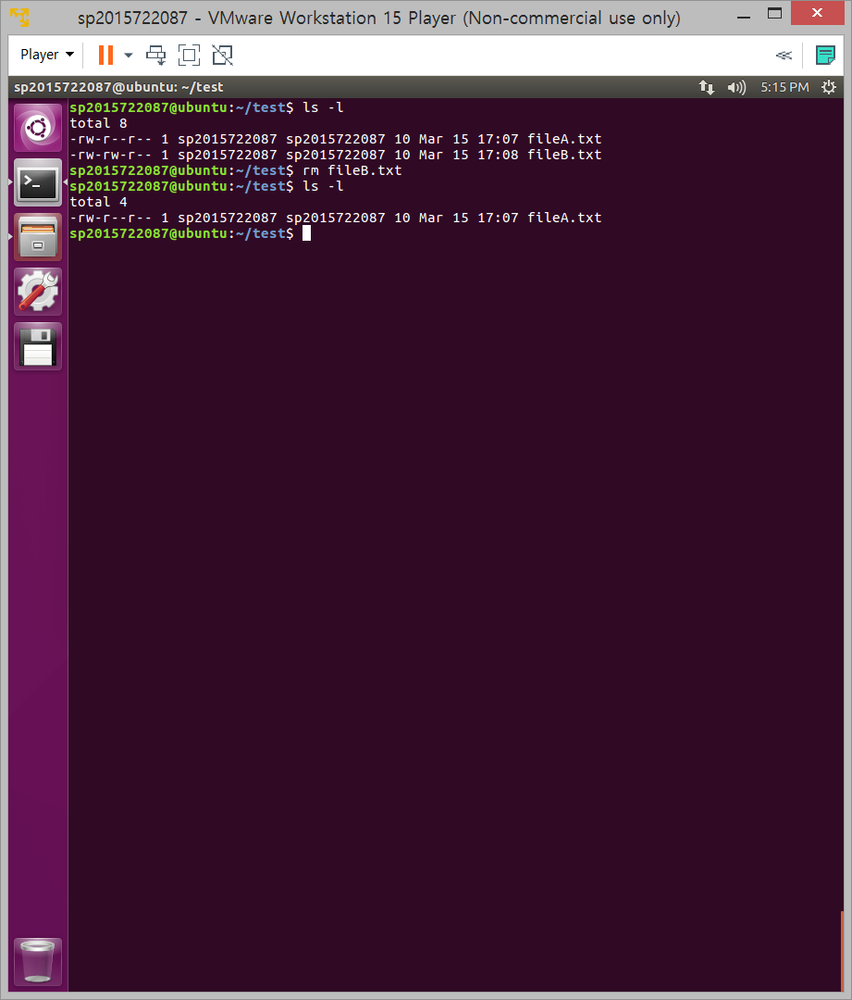 sp2015722087 - VMware Workstation 15 Player (Non-commercial use only)
Player
sp2015722087@ubuntu: ~/test
5:15 PM
sp2015722087@ubuntu:~/test$ ls -l
total 8
-rw-r--r-- 1 sp2015722087 sp2015722087 10 Mar 15 17:07 fileA.txt
-rw-rw-r-- 1 sp2015722087 sp2015722087 10 Mar 15 17:08 fileB.txt
sp2015722087@ubuntu:~/test$ rm fileB.txt
sp2015722087@ubuntu:~/test$ ls -l
total 4
-rw-r--r-- 1 sp2015722087 sp2015722087 10 Mar 15 17:07 fileA.txt
sp2015722087@ubuntu:~/test$